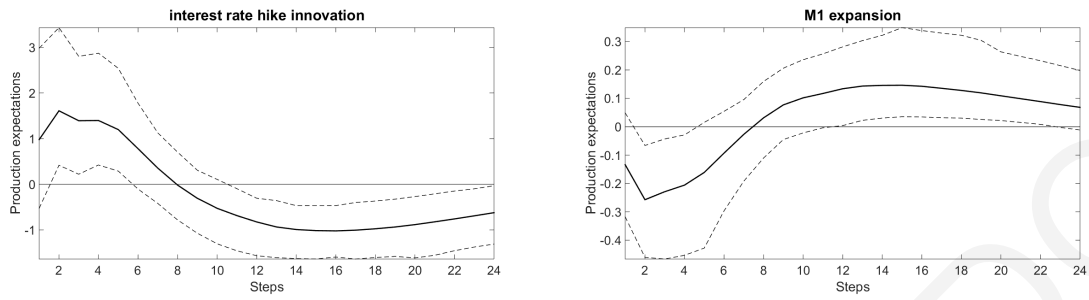 interest rate hike innovation
Production expectations
3
2
1
0
-1
2 4 6 8 10 12 14 16 18 20 22 24
Steps
M1 expansion
Production expectations
0.3
0.2
0.1
0
-0.1
-0.2
-0.3
-0.4
2 4 6 8 10 12 14 16 18 20 22 24
Steps